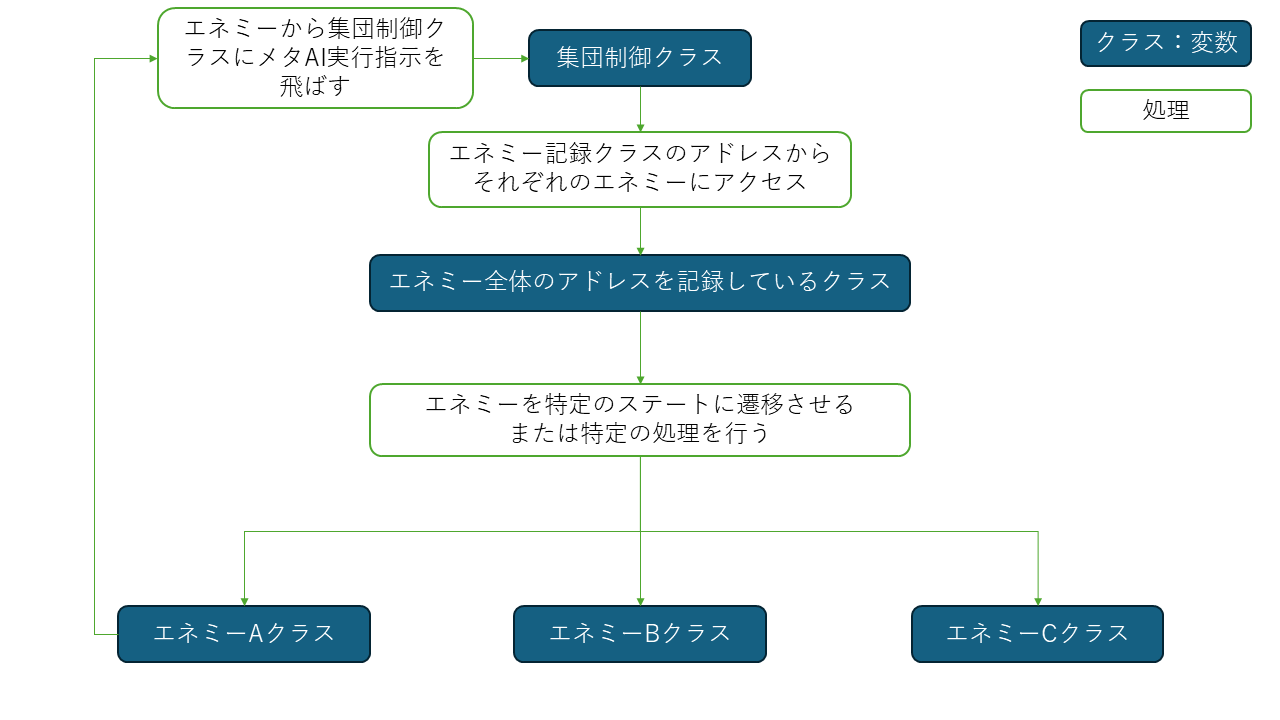 エネミーから集団制御ク
ラスにメタAI実行指示を
飛ばす
集団制御クラス
クラス：変数
処理
エネミー記録クラスのアドレスから
それぞれのエネミーにアクセス
エネミー全体のアドレスを記録しているクラス
エネミーを特定のステートに遷移させる
または特定の処理を行う
エネミーAクラス
エネミーBクラス
エネミーCクラス